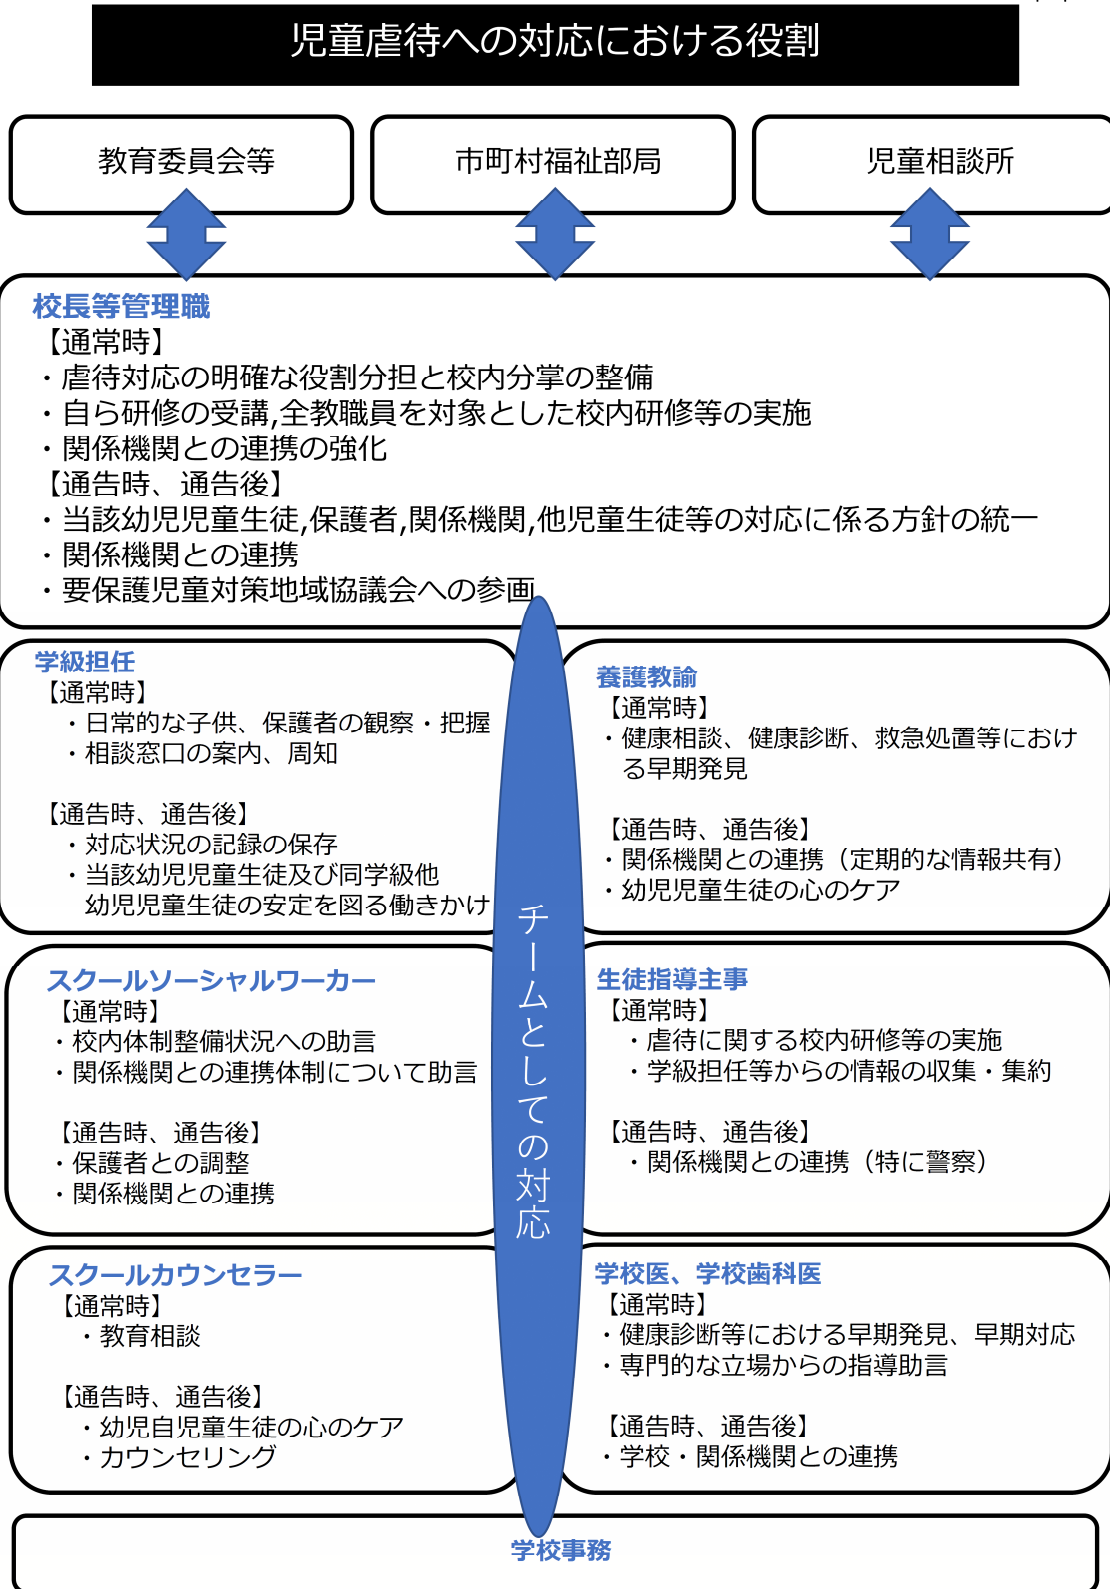 児童虐待への対応における役割
教育委員会等
市町村福祉部局
児童相談所
校長等管理職
【通常時】
・虐待対応の明確な役割分担と校内分掌の整備
・自ら研修の受講,全教職員を対象とした校内研修等の実施
・関係機関との連携の強化
【通告時、通告後】
・当該幼児児童生徒,保護者,関係機関,他児童生徒等の対応に係る方針の統一
・関係機関との連携
・要保護児童対策地域協議会への参画
チームとしての対応
学級担任
【通常時】
・日常的な子供、保護者の観察・把握
・相談窓口の案内、周知
【通告時、通告後】
・対応状況の記録の保存
・当該幼児児童生徒及び同学級他
幼児児童生徒の安定を図る働きかけ
養護教諭
【通常時】
・健康相談、健康診断、救急処置等におけ
る早期発見
【通告時、通告後】
・関係機関との連携（定期的な情報共有）
・幼児児童生徒の心のケア
スクールソーシャルワーカー
【通常時】
・校内体制整備状況への助言
・関係機関との連携体制について助言
【通告時、通告後】
・保護者との調整
・関係機関との連携
生徒指導主事
【通常時】
・虐待に関する校内研修等の実施
・学級担任等からの情報の収集・集約
【通告時、通告後】
・関係機関との連携（特に警察）
スクールカウンセラー
【通常時】
・教育相談
【通告時、通告後】
・幼児自児童生徒の心のケア
・カウンセリング
学校医、学校歯科医
【通常時】
・健康診断等における早期発見、早期対応
・専門的な立場からの指導助言
【通告時、通告後】
・学校・関係機関との連携
学校事務